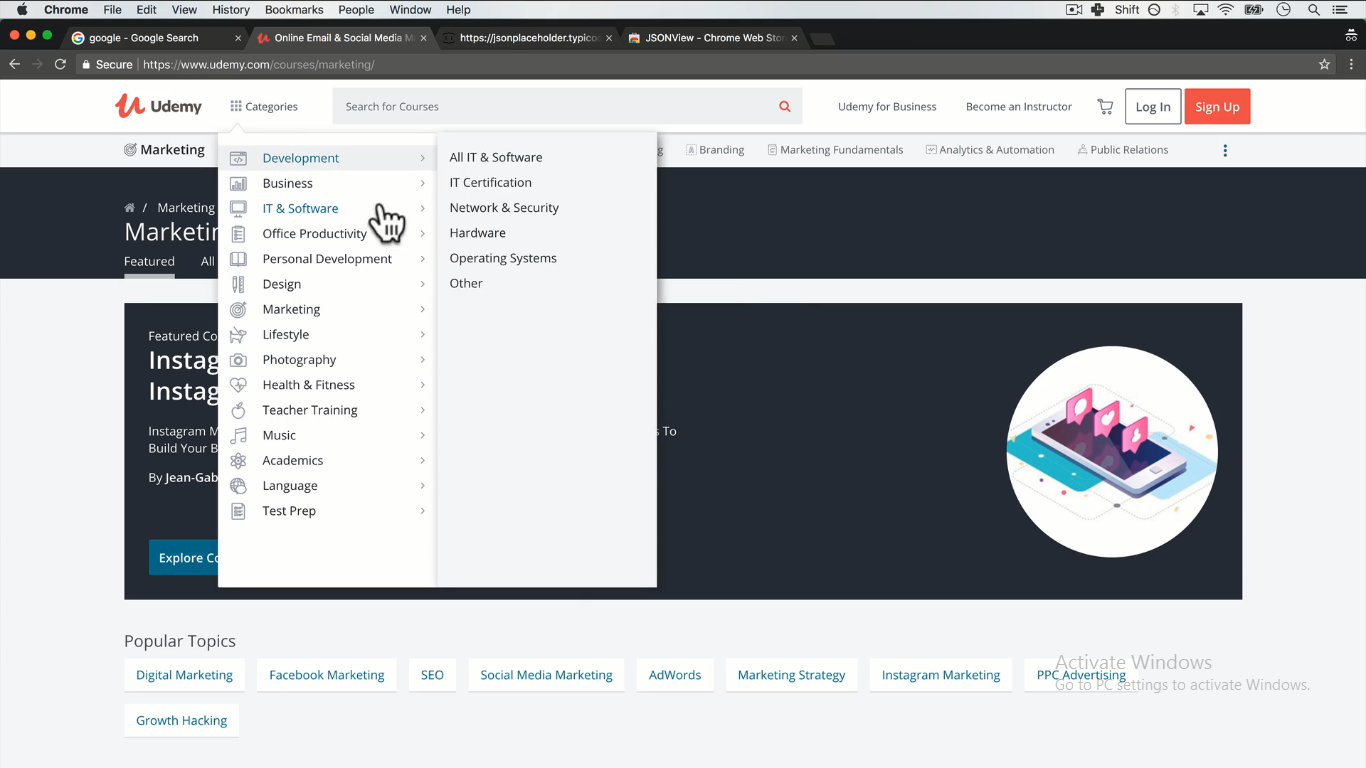 Chrome File Edit View History Bookmarks People Window Help Shift
google - Google Search
Online Email & Social Media M
https://jsonplaceholder.typico
JSONView - Chrome Web Stor
Secure https://www.udemy.com/courses/marketing/
Udemy Categories Search for Courses Udemy for Business Become an Instructor Log In Sign Up
Marketing Branding Marketing Fundamentals Analytics & Automation Public Relations
Development
Business
IT & Software
Office Productivity
Personal Development
Design
Marketing
Lifestyle
Photography
Health & Fitness
Teacher Training
Music
Academics
Language
Test Prep
All IT & Software
IT Certification
Network & Security
Hardware
Operating Systems
Other
/ Marketing
Marketin
Featured All
Featured Co
Instag
Instag
Instagram M s To
Build Your B
By Jean-Gab
Explore Co
Popular Topics
Digital Marketing Facebook Marketing SEO Social Media Marketing AdWords Marketing Strategy Instagram Marketing PPC Advertising
Growth Hacking
Activate Windows
Go to PC settings to activate Windows.